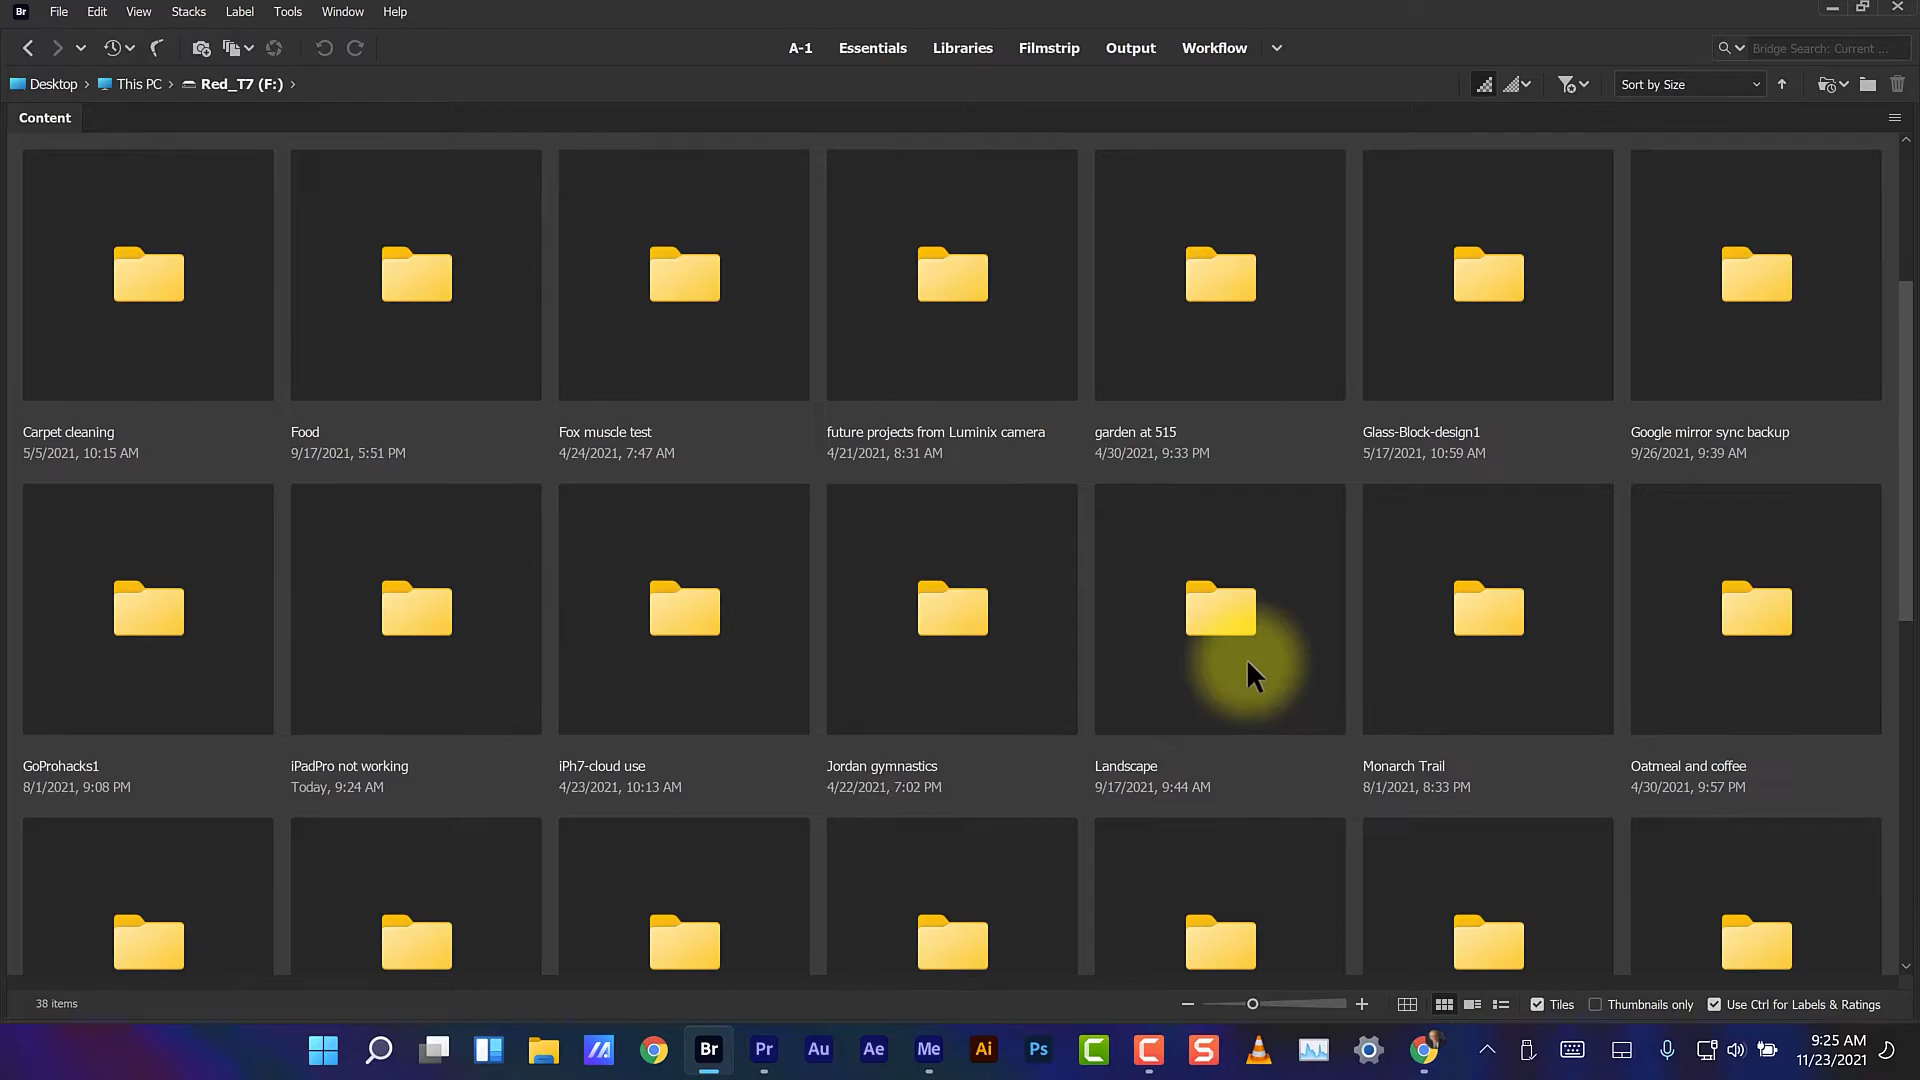 Br File Edit View Stacks Label Tools Window Help
A-1 Essentials Libraries Filmstrip Output Workflow Bridge Search: Current ...
Desktop This PC Red_T7 (F:) Sort by Size
Content
Carpet cleaning Food Fox muscle test future projects from Luminix camera garden at 515 Glass-Block-design1 Google mirror sync backup
5/5/2021, 10:15 AM 9/17/2021, 5:51 PM 4/24/2021, 7:47 AM 4/21/2021, 8:31 AM 4/30/2021, 9:33 PM 5/17/2021, 10:59 AM 9/26/2021, 9:39 AM
GoProhacks1 iPadPro not working iPh7-cloud use Jordan gymnastics Landscape Monarch Trail Oatmeal and coffee
8/1/2021, 9:08 PM Today, 9:24 AM 4/23/2021, 10:13 AM 4/22/2021, 7:02 PM 9/17/2021, 9:44 AM 8/1/2021, 8:33 PM 4/30/2021, 9:57 PM
38 items Tiles Thumbnails only Use Ctrl for Labels & Ratings
Br Pr Au Ae Me Ai Ps C C S 9:25 AM
11/23/2021